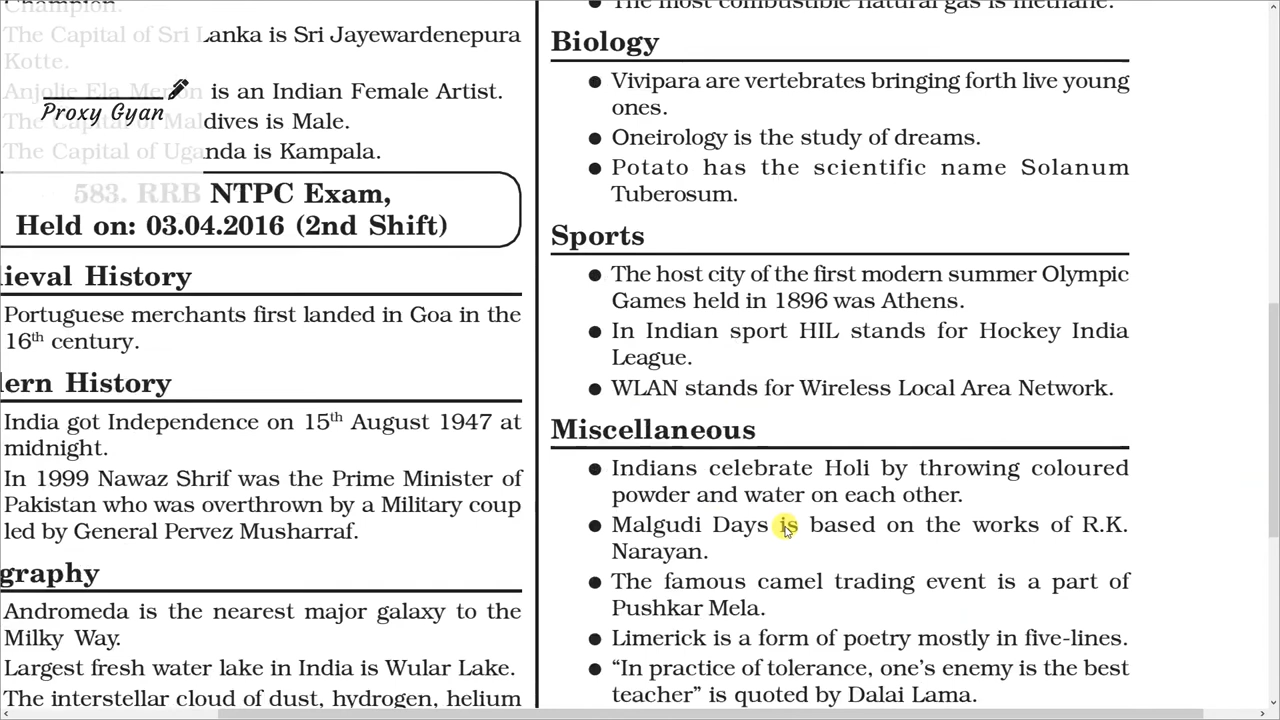 Champion.
The Capital of Sri Lanka is Sri Jayewardenepura
Kotte.
Anjolie Ela Menon is an Indian Female Artist.
Proxy Gyan
The Capital of Maldives is Male.
The Capital of Uganda is Kampala.
583. RRB NTPC Exam,
Held on: 03.04.2016 (2nd Shift)
ieval History
Portuguese merchants first landed in Goa in the
16th century.
ern History
India got Independence on 15th August 1947 at
midnight.
In 1999 Nawaz Shrif was the Prime Minister of
Pakistan who was overthrown by a Military coup
led by General Pervez Musharraf.
graphy
Andromeda is the nearest major galaxy to the
Milky Way.
Largest fresh water lake in India is Wular Lake.
The interstellar cloud of dust, hydrogen, helium
● The most combustible natural gas is methane.
Biology
● Vivipara are vertebrates bringing forth live young
ones.
● Oneirology is the study of dreams.
● Potato has the scientific name Solanum
Tuberosum.
Sports
● The host city of the first modern summer Olympic
Games held in 1896 was Athens.
● In Indian sport HIL stands for Hockey India
League.
● WLAN stands for Wireless Local Area Network.
Miscellaneous
● Indians celebrate Holi by throwing coloured
powder and water on each other.
● Malgudi Days is based on the works of R.K.
Narayan.
● The famous camel trading event is a part of
Pushkar Mela.
● Limerick is a form of poetry mostly in five-lines.
● “In practice of tolerance, one’s enemy is the best
teacher” is quoted by Dalai Lama.